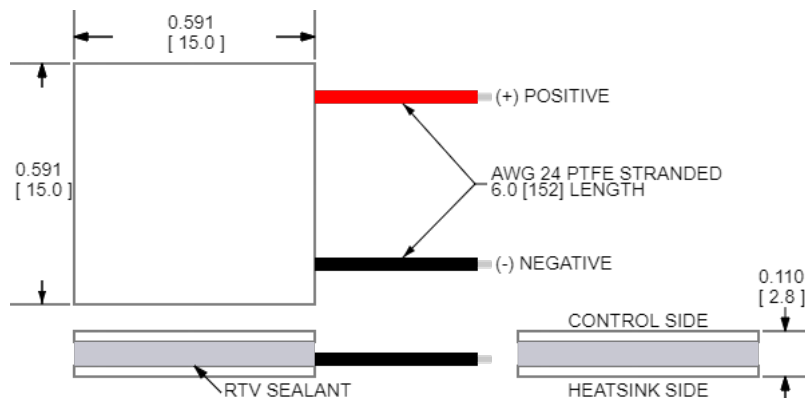 0.591
[ 15.0 ]
(+) POSITIVE
0.591
[ 15.0 ]
AWG 24 PTFE STRANDED
6.0 [152] LENGTH
(-) NEGATIVE
0.110
[ 2.8 ]
CONTROL SIDE
RTV SEALANT
HEATSINK SIDE